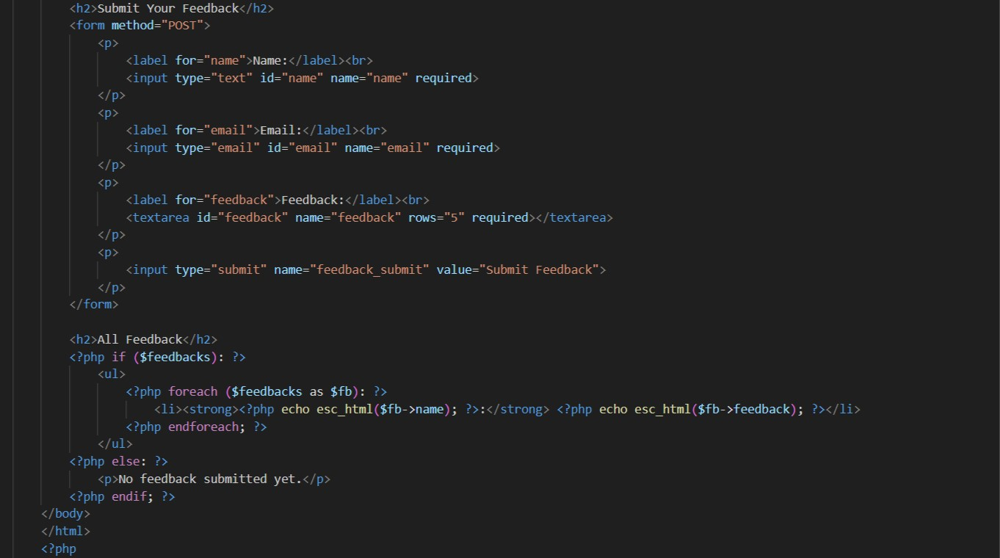 <h2>Submit Your Feedback</h2>
<form method="POST">
<p>
<label for="name">Name:</label><br>
<input type="text" id="name" name="name" required>
</p>
<p>
<label for="email">Email:</label><br>
<input type="email" id="email" name="email" required>
</p>
<p>
<label for="feedback">Feedback:</label><br>
<textarea id="feedback" name="feedback" rows="5" required></textarea>
</p>
<p>
<input type="submit" name="feedback_submit" value="Submit Feedback">
</p>
</form>
<h2>All Feedback</h2>
<?php if ($feedbacks): ?>
<ul>
<?php foreach ($feedbacks as $fb): ?>
<li><strong><?php echo esc_html($fb->name); ?>:</strong> <?php echo esc_html($fb->feedback); ?></li>
<?php endforeach; ?>
</ul>
<?php else: ?>
<p>No feedback submitted yet.</p>
<?php endif; ?>
</body>
</html>
<?php